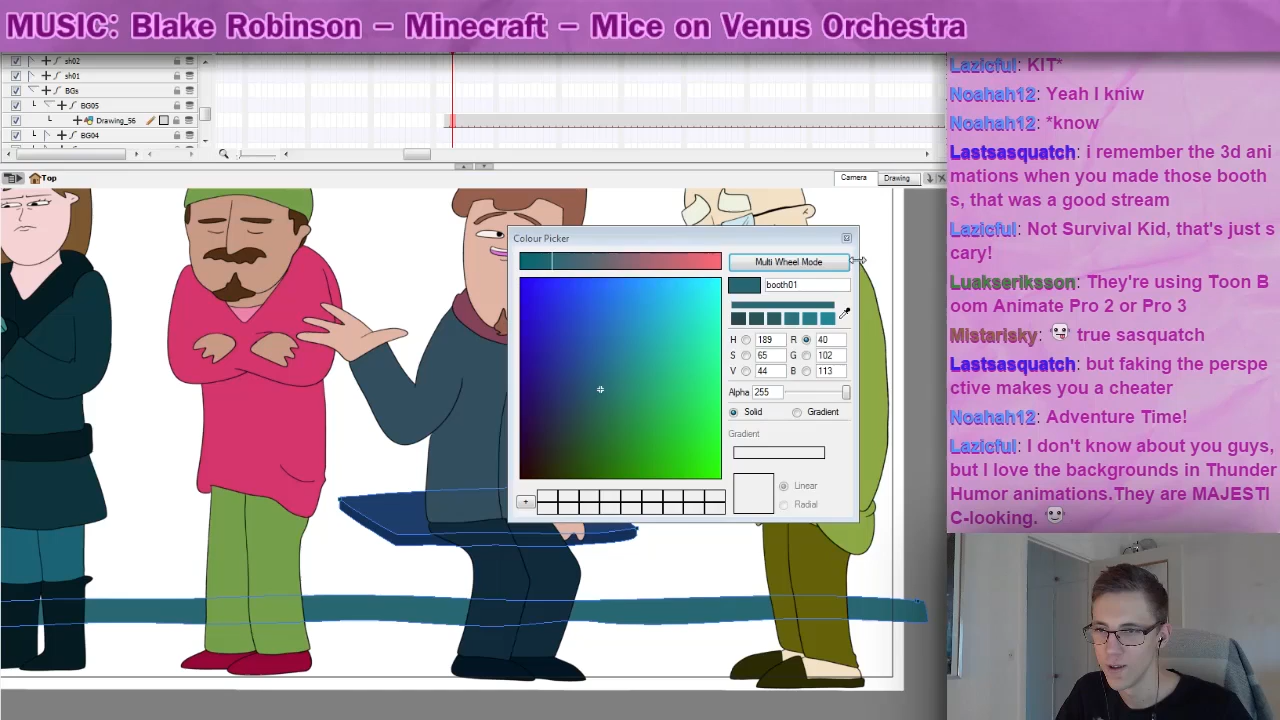 MUSIC: Blake Robinson - Minecraft - Mice on Venus Orchestra
sh02
sh01
BGs
BG05
Drawing_56
BG04
Top
Camera
Drawing
Colour Picker
Multi Wheel Mode
booth01
H 189 R 40
S 65 G 102
V 44 B 113
Alpha 255
Solid Gradient
Gradient
Linear
Radial
+
Lazicful: KIT*
Noahah12: Yeah I kniw
Noahah12: *know
Lastsasquatch: i remember the 3d ani
mations when you made those booth
s, that was a good stream
Lazicful: Not Survival Kid, that's just s
cary!
Luakseriksson: They're using Toon B
oom Animate Pro 2 or Pro 3
Mistarisky: true sasquatch
Lastsasquatch: but faking the perspe
ctive makes you a cheater
Noahah12: Adventure Time!
Lazicful: I don't know about you guys,
but I love the backgrounds in Thunder
Humor animations.They are MAJESTI
C-looking.